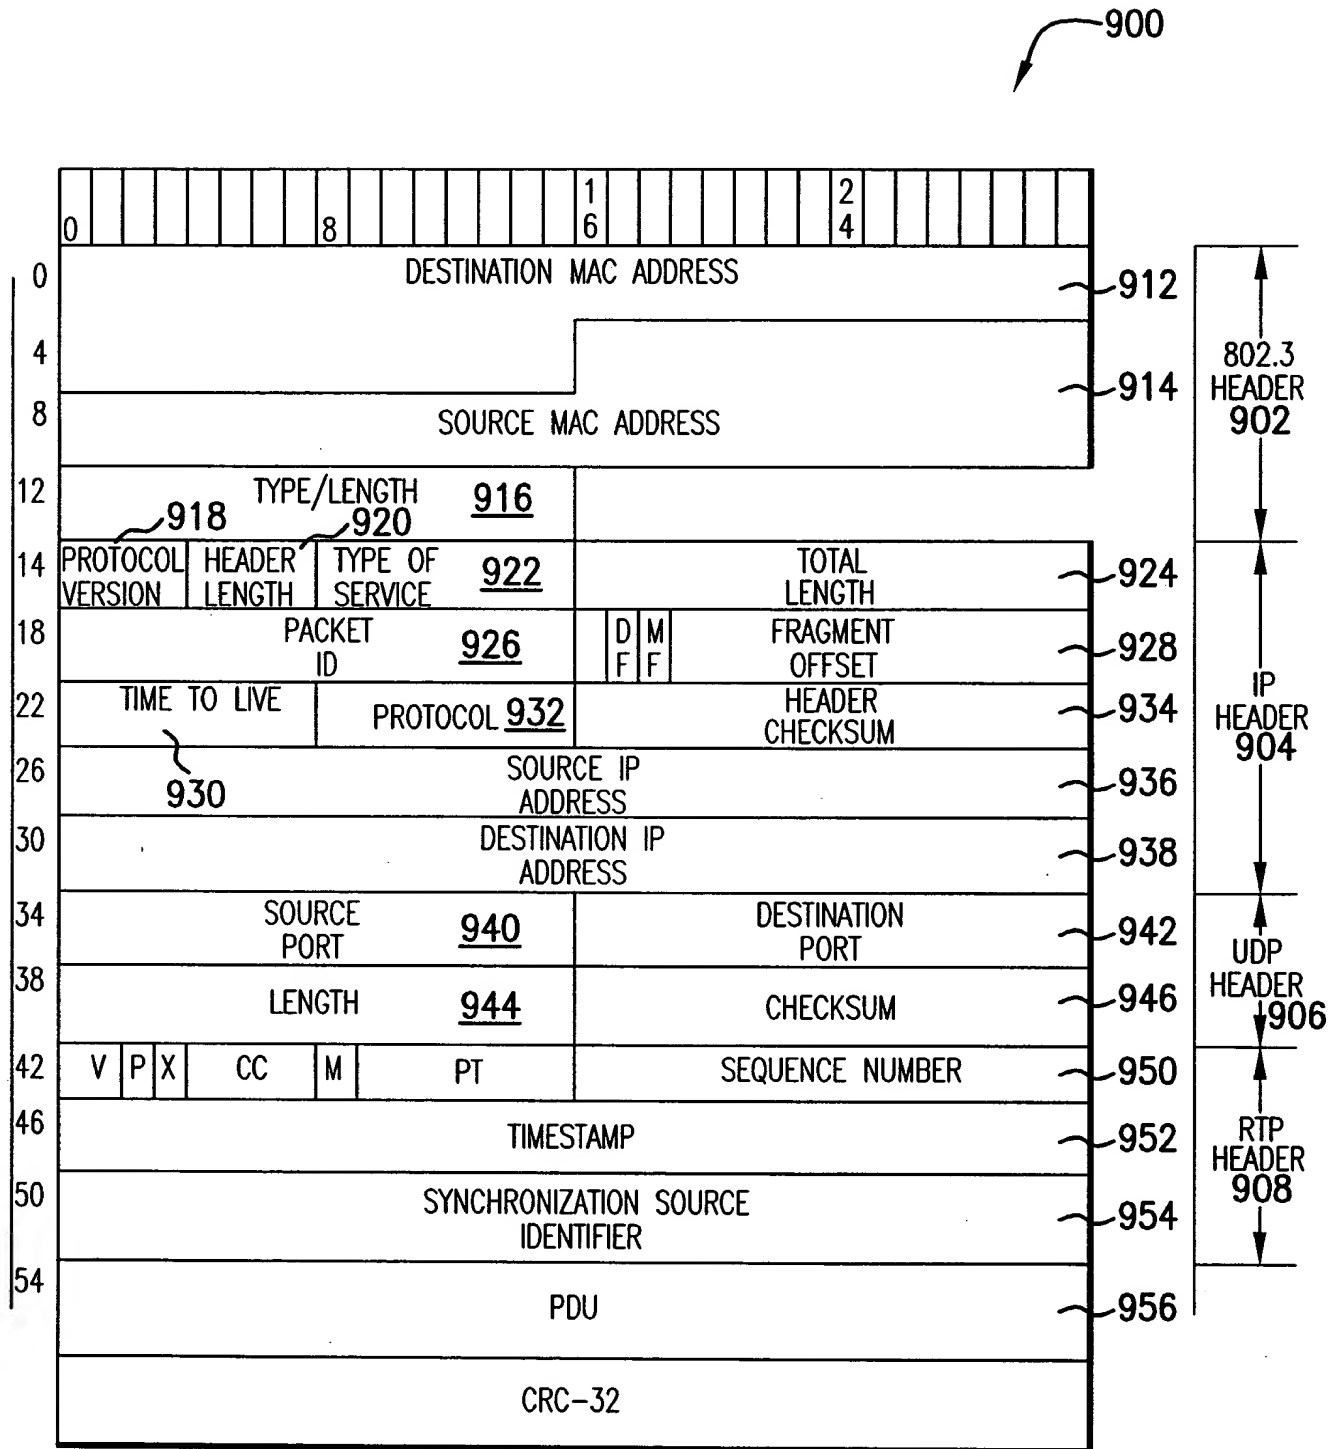 900
0 8 16 24
0 DESTINATION MAC ADDRESS 912
4 914
802.3 HEADER 902
8 SOURCE MAC ADDRESS
12 TYPE/LENGTH 916
918 920
14 PROTOCOL VERSION HEADER LENGTH TYPE OF SERVICE 922 TOTAL LENGTH 924
18 PACKET ID 926 DF MF FRAGMENT OFFSET 928
22 TIME TO LIVE PROTOCOL 932 HEADER CHECKSUM 934
IP HEADER 904
26 930 SOURCE IP ADDRESS 936
30 DESTINATION IP ADDRESS 938
34 SOURCE PORT 940 DESTINATION PORT 942
UDP HEADER 906
38 LENGTH 944 CHECKSUM 946
42 V P X CC M PT SEQUENCE NUMBER 950
46 TIMESTAMP 952
RTP HEADER 908
50 SYNCHRONIZATION SOURCE IDENTIFIER 954
54 PDU 956
CRC-32